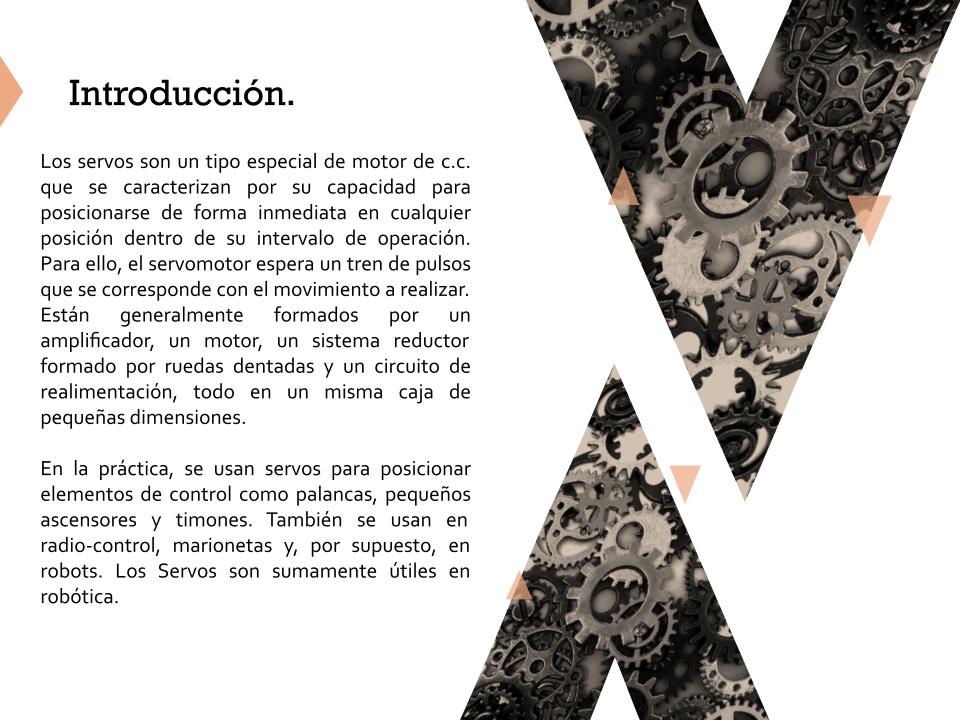 Introducción.
Los servos son un tipo especial de motor de c.c.
que se caracterizan por su capacidad para
posicionarse de forma inmediata en cualquier
posición dentro de su intervalo de operación.
Para ello, el servomotor espera un tren de pulsos
que se corresponde con el movimiento a realizar.
Están generalmente formados por un
amplificador, un motor, un sistema reductor
formado por ruedas dentadas y un circuito de
realimentación, todo en un misma caja de
pequeñas dimensiones.
En la práctica, se usan servos para posicionar
elementos de control como palancas, pequeños
ascensores y timones. También se usan en
radio-control, marionetas y, por supuesto, en
robots. Los Servos son sumamente útiles en
robótica.